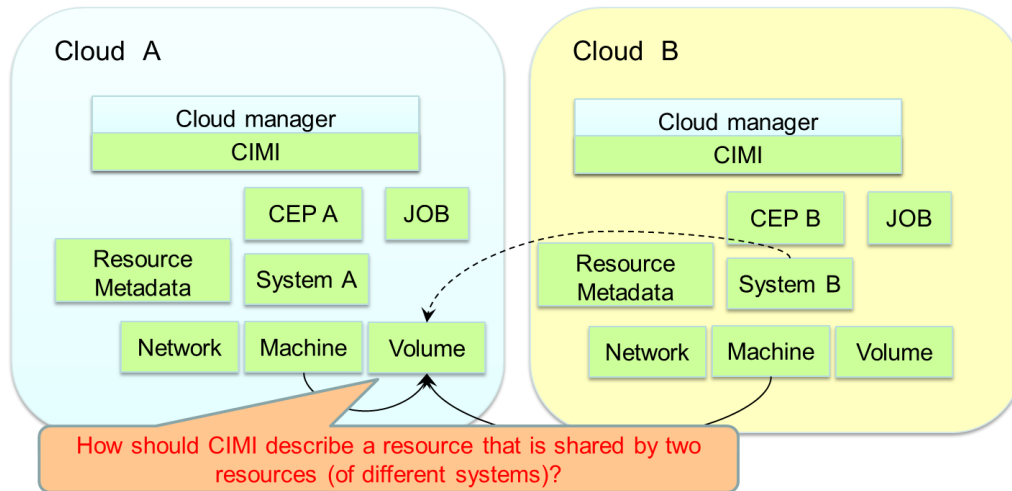 Cloud A
Cloud manager
CIMI
CEP A
JOB
Resource
Metadata
System A
Network
Machine
Volume
Cloud B
Cloud manager
CIMI
CEP B
JOB
Resource
Metadata
System B
Network
Machine
Volume
How should CIMI describe a resource that is shared by two
resources (of different systems)?